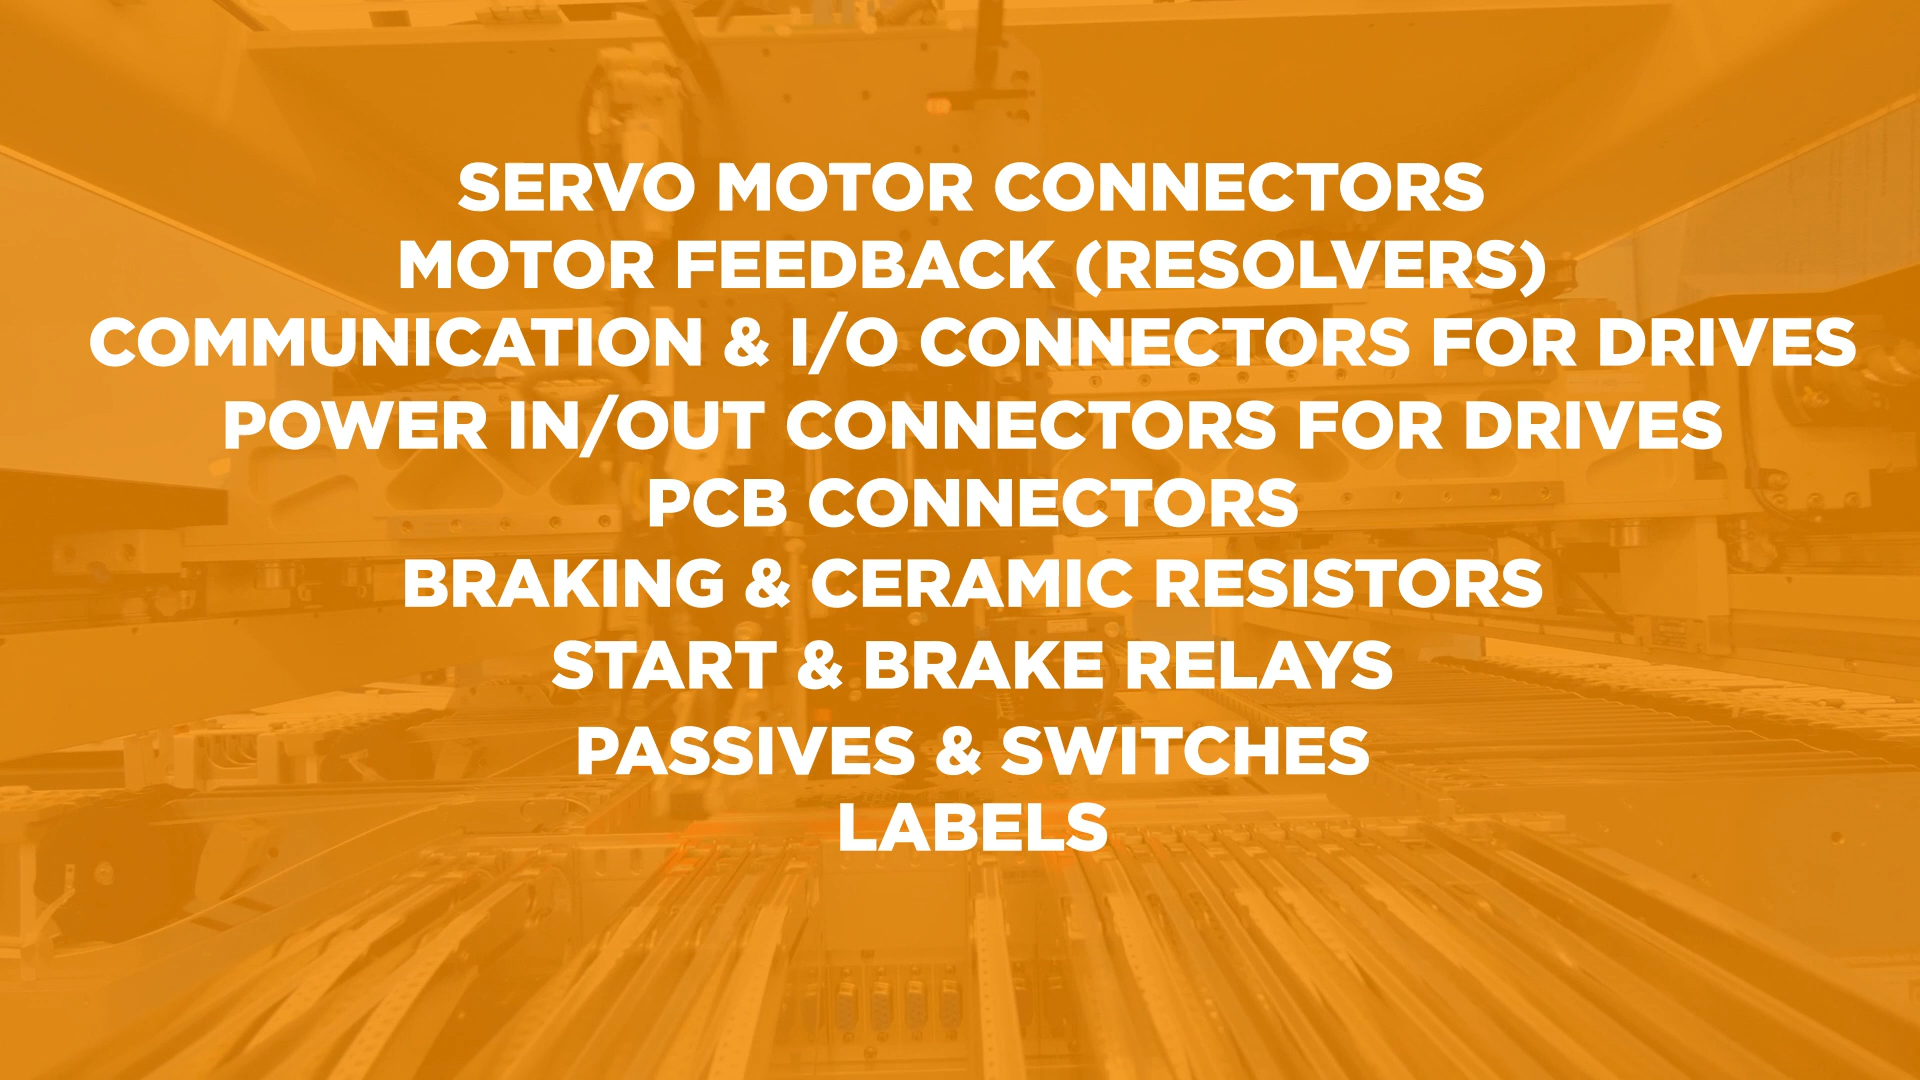 SERVO MOTOR CONNECTORS
MOTOR FEEDBACK (RESOLVERS)
COMMUNICATION & I/O CONNECTORS FOR DRIVES
POWER IN/OUT CONNECTORS FOR DRIVES
PCB CONNECTORS
BRAKING & CERAMIC RESISTORS
START & BRAKE RELAYS
PASSIVES & SWITCHES
LABELS